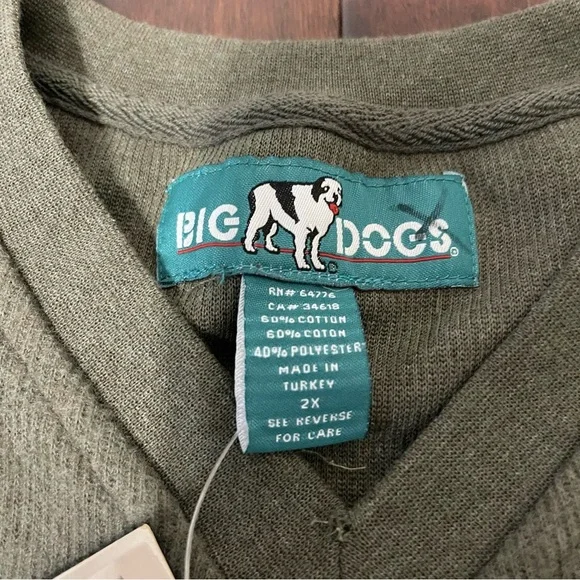 BIG DOGS®
®
RN# 64776
CA# 34618
60% COTTON
60% COTON
40% POLYESTER
MADE IN
TURKEY
2X
SEE REVERSE
FOR CARE